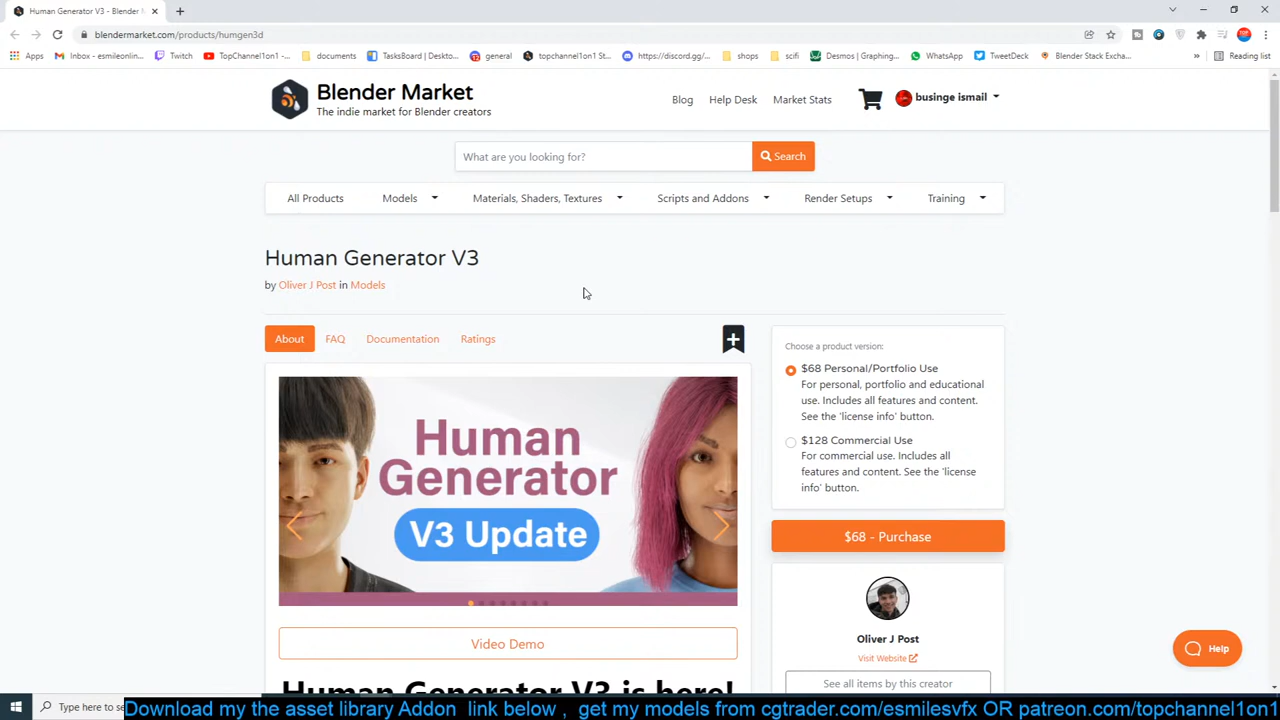 Human Generator V3 - Blender M
blendermarket.com/products/humgen3d
Apps
Inbox - esmileonlin...
Twitch
TopChannel1on1 - ...
documents
TasksBoard | Deskto...
general
topchannel1on1 St...
https://discord.gg/...
shops
scifi
Desmos | Graphing...
WhatsApp
TweetDeck
Blender Stack Excha...
»
Reading list
Blender Market
The indie market for Blender creators
Blog
Help Desk
Market Stats
businge ismail
What are you looking for?
Search
All Products
Models
Materials, Shaders, Textures
Scripts and Addons
Render Setups
Training
Human Generator V3
by Oliver J Post in Models
About
FAQ
Documentation
Ratings
Human
Generator
V3 Update
Video Demo
Human Generator V3 is here!
Choose a product version:
$68 Personal/Portfolio Use
For personal, portfolio and educational
use. Includes all features and content.
See the 'license info' button.
$128 Commercial Use
For commercial use. Includes all
features and content. See the 'license
info' button.
$68 - Purchase
Oliver J Post
Visit Website
See all items by this creator
Help
Type here to se
Download my the asset library Addon link below , get my models from cgtrader.com/esmilesvfx OR patreon.com/topchannel1on1